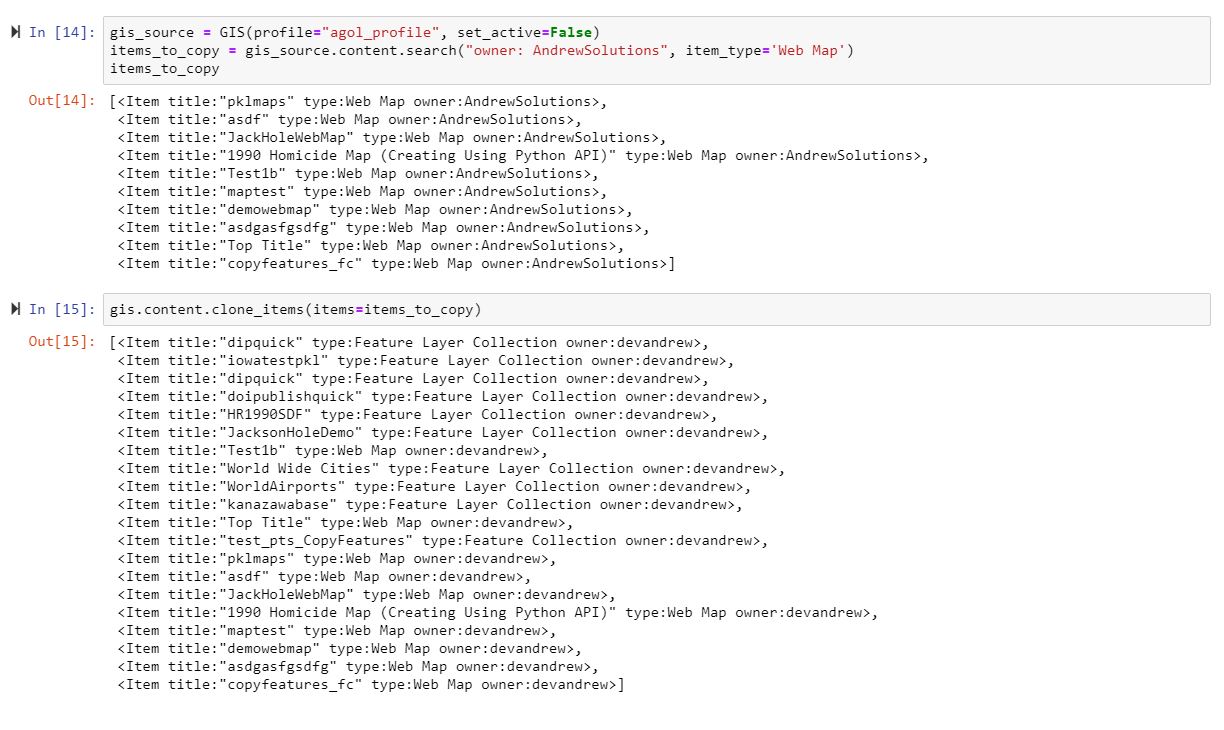 In [14]: gis_source = GIS(profile="agol_profile", set_active=False)
items_to_copy = gis_source.content.search("owner: AndrewSolutions", item_type='Web Map')
items_to_copy
Out[14]: [<Item title:"pklmaps" type:Web Map owner:AndrewSolutions>,
<Item title:"asdf" type:Web Map owner:AndrewSolutions>,
<Item title:"JackHoleWebMap" type:Web Map owner:AndrewSolutions>,
<Item title:"1990 Homicide Map (Creating Using Python API)" type:Web Map owner:AndrewSolutions>,
<Item title:"Test1b" type:Web Map owner:AndrewSolutions>,
<Item title:"maptest" type:Web Map owner:AndrewSolutions>,
<Item title:"demowebmap" type:Web Map owner:AndrewSolutions>,
<Item title:"asdgasfgsdfg" type:Web Map owner:AndrewSolutions>,
<Item title:"Top Title" type:Web Map owner:AndrewSolutions>,
<Item title:"copyfeatures_fc" type:Web Map owner:AndrewSolutions>]
In [15]: gis.content.clone_items(items=items_to_copy)
Out[15]: [<Item title:"dipquick" type:Feature Layer Collection owner:devandrew>,
<Item title:"iowatestpkl" type:Feature Layer Collection owner:devandrew>,
<Item title:"dipquick" type:Feature Layer Collection owner:devandrew>,
<Item title:"doipublishquick" type:Feature Layer Collection owner:devandrew>,
<Item title:"HR1990SDF" type:Feature Layer Collection owner:devandrew>,
<Item title:"JacksonHoleDemo" type:Feature Layer Collection owner:devandrew>,
<Item title:"Test1b" type:Web Map owner:devandrew>,
<Item title:"World Wide Cities" type:Feature Layer Collection owner:devandrew>,
<Item title:"WorldAirports" type:Feature Layer Collection owner:devandrew>,
<Item title:"kanazawabase" type:Feature Layer Collection owner:devandrew>,
<Item title:"Top Title" type:Web Map owner:devandrew>,
<Item title:"test_pts_CopyFeatures" type:Feature Collection owner:devandrew>,
<Item title:"pklmaps" type:Web Map owner:devandrew>,
<Item title:"asdf" type:Web Map owner:devandrew>,
<Item title:"JackHoleWebMap" type:Web Map owner:devandrew>,
<Item title:"1990 Homicide Map (Creating Using Python API)" type:Web Map owner:devandrew>,
<Item title:"maptest" type:Web Map owner:devandrew>,
<Item title:"demowebmap" type:Web Map owner:devandrew>,
<Item title:"asdgasfgsdfg" type:Web Map owner:devandrew>,
<Item title:"copyfeatures_fc" type:Web Map owner:devandrew>]